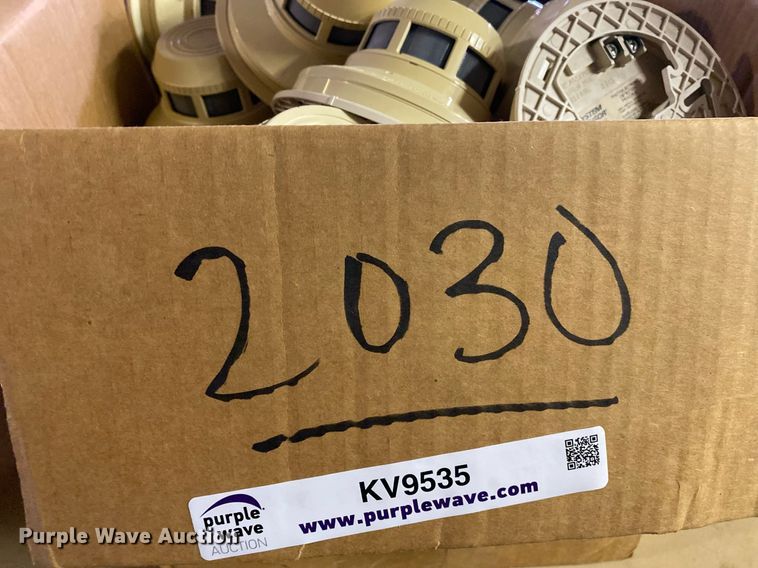 2030
KV9535
purple
wave
AUCTION
www.purplewave.com
Purple Wave Auction